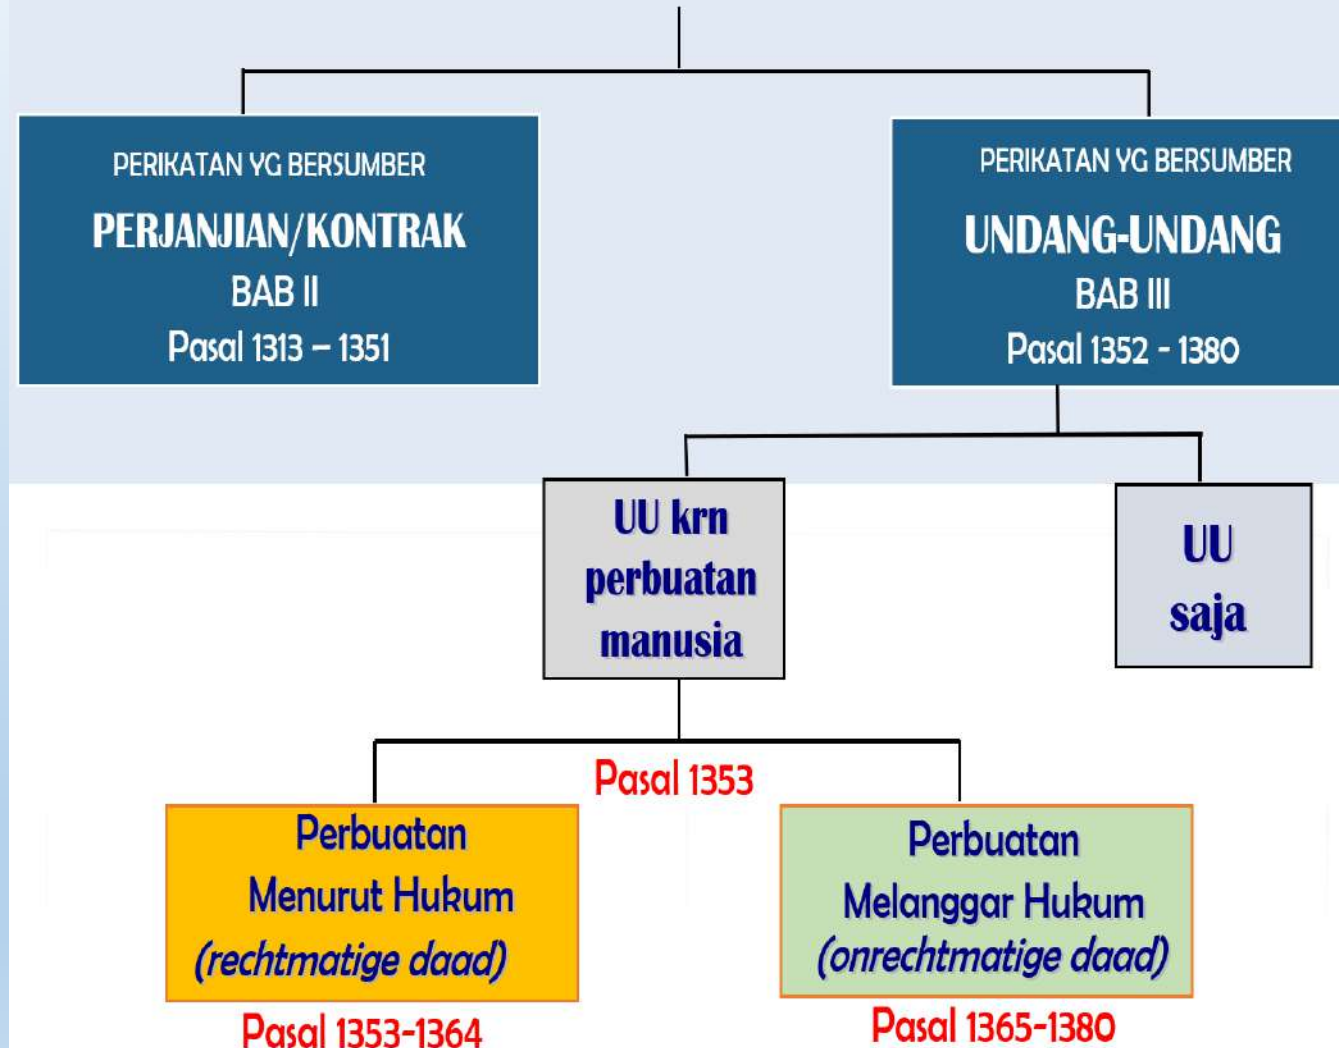 PERIKATAN YG BERSUMBER
PERJANJIAN/KONTRAK
BAB II
Pasal 1313 – 1351
PERIKATAN YG BERSUMBER
UNDANG-UNDANG
BAB III
Pasal 1352 - 1380
UU krn
perbuatan
manusia
UU
saja
Pasal 1353
Perbuatan
Menurut Hukum
(rechtmatige daad)
Pasal 1353-1364
Perbuatan
Melanggar Hukum
(onrechtmatige daad)
Pasal 1365-1380